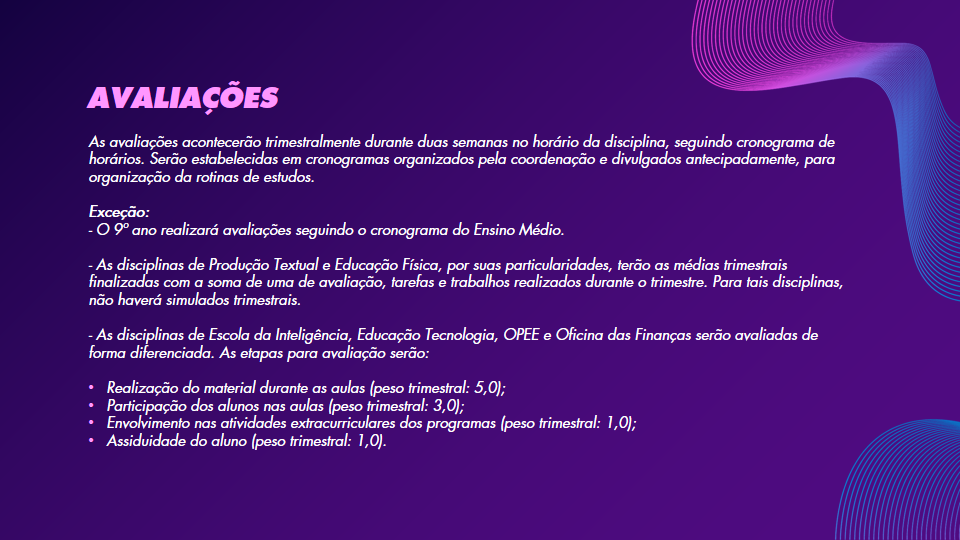 AVALIAÇÕES
As avaliações acontecerão trimestralmente durante duas semanas no horário da disciplina, seguindo cronograma de
horários. Serão estabelecidas em cronogramas organizados pela coordenação e divulgados antecipadamente, para
organização da rotinas de estudos.
Exceção:
- O 9º ano realizará avaliações seguindo o cronograma do Ensino Médio.
- As disciplinas de Produção Textual e Educação Física, por suas particularidades, terão as médias trimestrais
finalizadas com a soma de uma de avaliação, tarefas e trabalhos realizados durante o trimestre. Para tais disciplinas,
não haverá simulados trimestrais.
- As disciplinas de Escola da Inteligência, Educação Tecnologia, OPEE e Oficina das Finanças serão avaliadas de
forma diferenciada. As etapas para avaliação serão:
• Realização do material durante as aulas (peso trimestral: 5,0);
• Participação dos alunos nas aulas (peso trimestral: 3,0);
• Envolvimento nas atividades extracurriculares dos programas (peso trimestral: 1,0);
• Assiduidade do aluno (peso trimestral: 1,0).